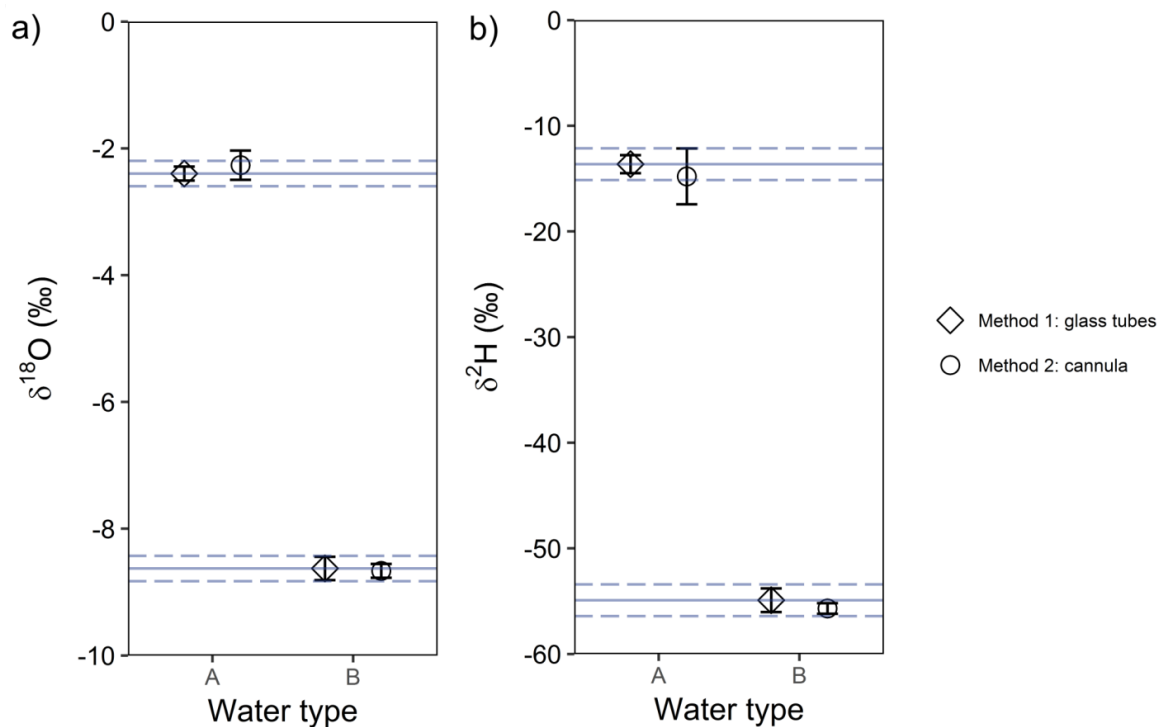 a)
0
-2
-4
-6
-8
-10
δ¹⁸O (‰)
A
B
Water type
b)
0
-10
-20
-30
-40
-50
-60
δ²H (‰)
A
B
Water type
Method 1: glass tubes
Method 2: cannula